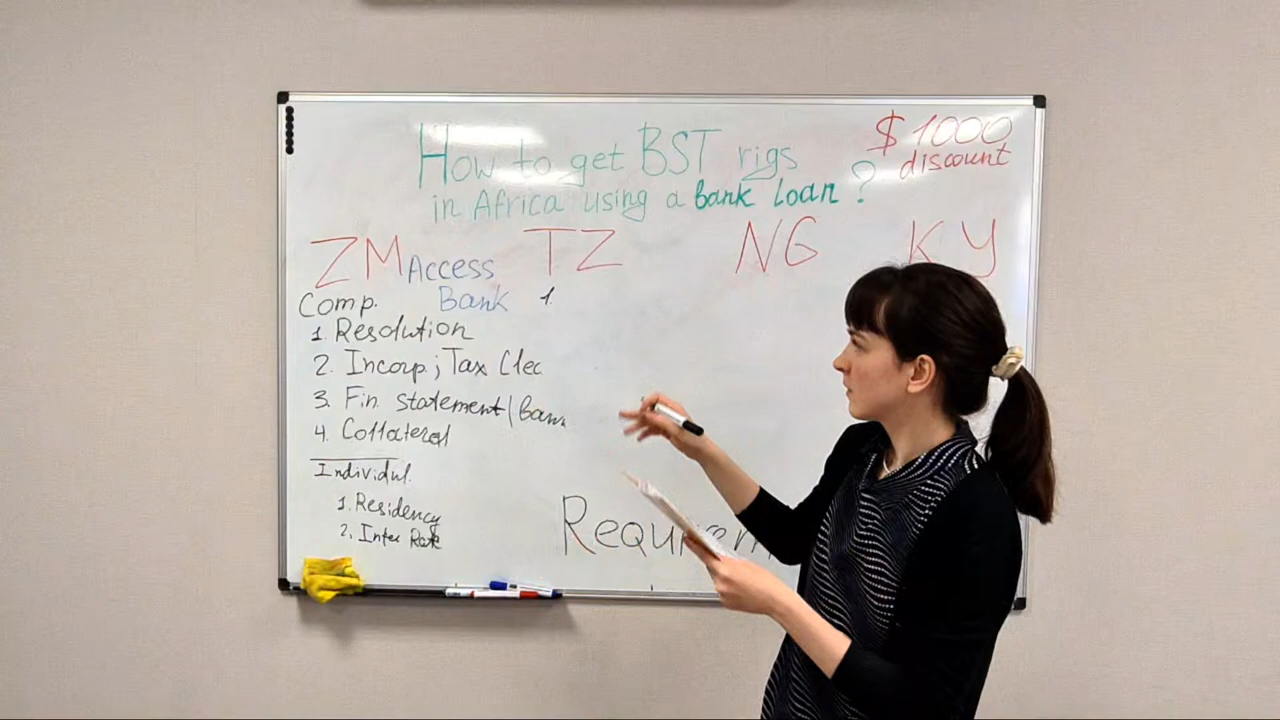 How to get BST rigs
in Africa using a bank loan?
$1000
discount
ZM
Access
Bank
TZ
NG
KY
Comp.
1. Resolution
2. Incorp; Tax Clec
3. Fin. statement/Bank
4. Collateral
1.
Individul.
1. Residency
2. Inter Rate